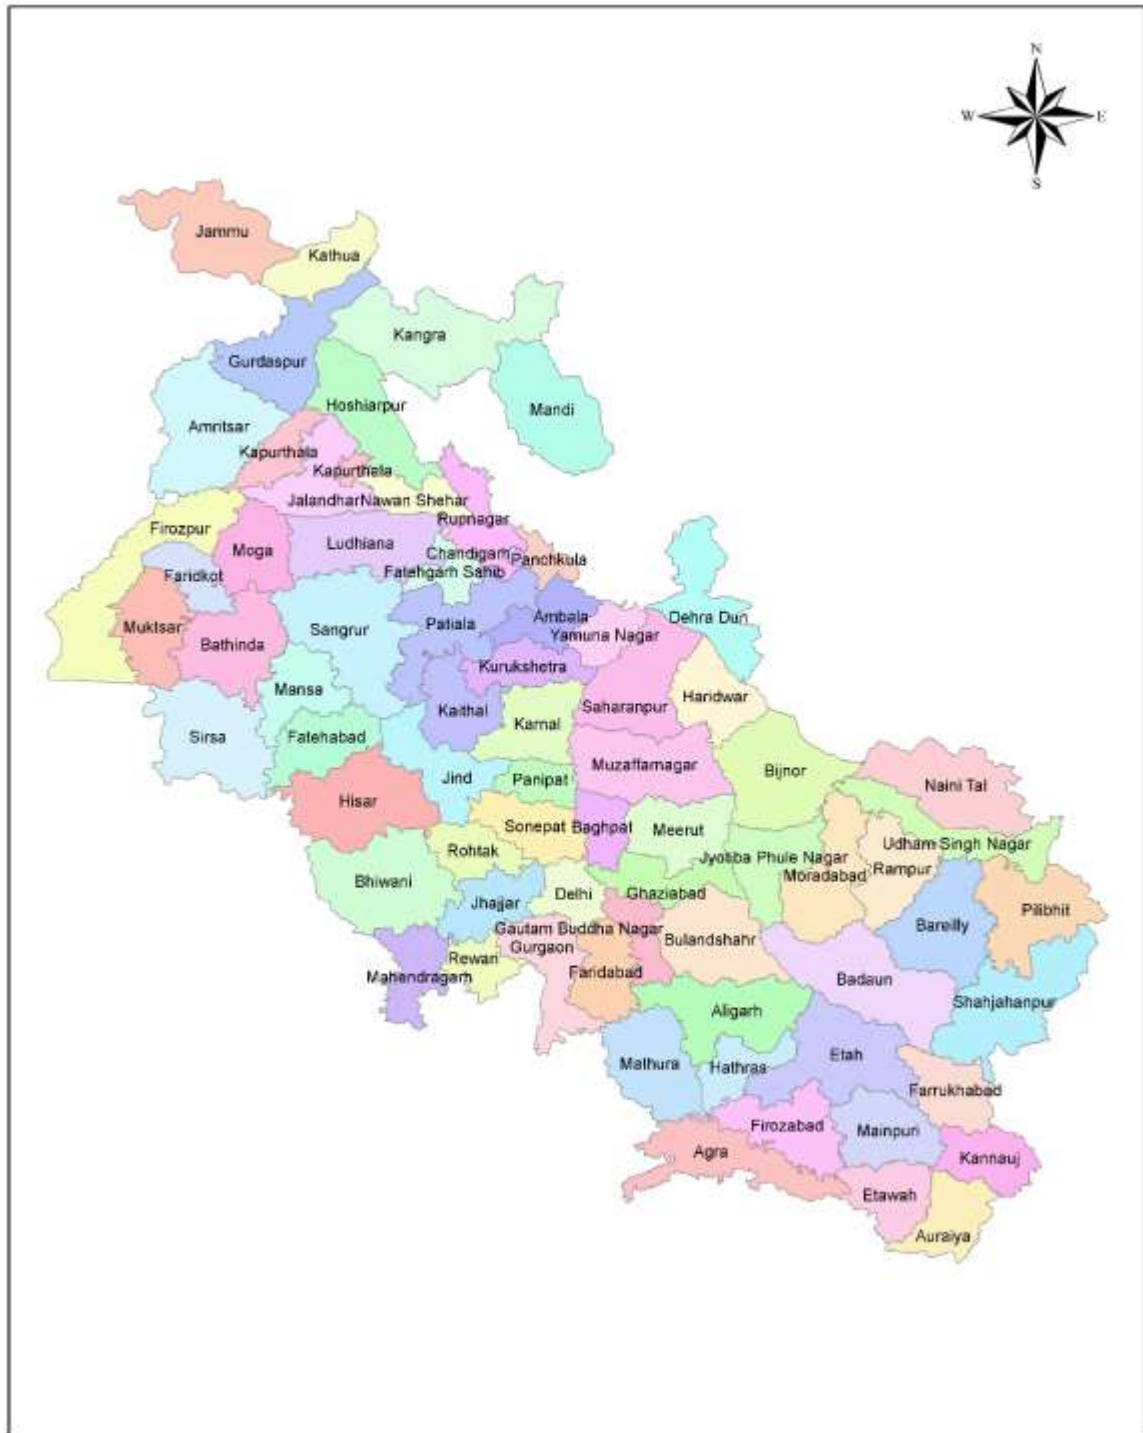 N
W E
S
Jammu
Kathua
Kangra
Gurdaspur
Hoshiarpur
Mandi
Amritsar
Kapurthala
Kapurthala
Jalandhar
Nawan Shehar
Rupnagar
Firozpur
Moga
Ludhiana
Chandigarh
Panchkula
Fatehgarh Sahib
Faridkot
Muktsar
Bathinda
Sangrur
Patiala
Ambala
Yamuna Nagar
Dehra Dun
Kurukshetra
Mansa
Kaithal
Karnal
Saharanpur
Haridwar
Sirsa
Fatehabad
Jind
Panipat
Muzaffarnagar
Bijnor
Naini Tal
Hisar
Sonepat
Baghpat
Meerut
Udham Singh Nagar
Rohtak
Jyotiba Phule Nagar
Moradabad
Rampur
Bhiwani
Jhajjar
Delhi
Ghaziabad
Pilibhit
Bareilly
Gautam Buddha Nagar
Bulandshahr
Gurgaon
Rewari
Mahendragarh
Faridabad
Badaun
Shahjahanpur
Aligarh
Mathura
Hathras
Etah
Farrukhabad
Firozabad
Mainpuri
Agra
Kannauj
Etawah
Auraiya